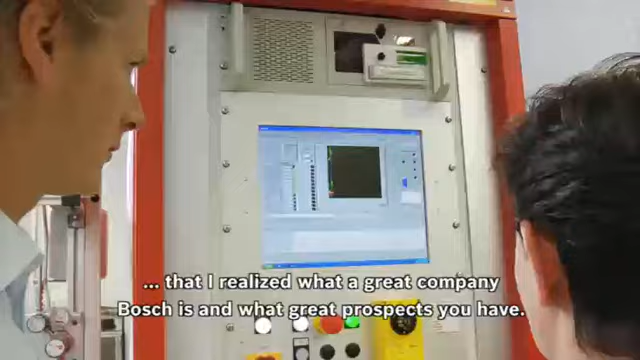 ... that I realized what a great company
Bosch is and what great prospects you have.